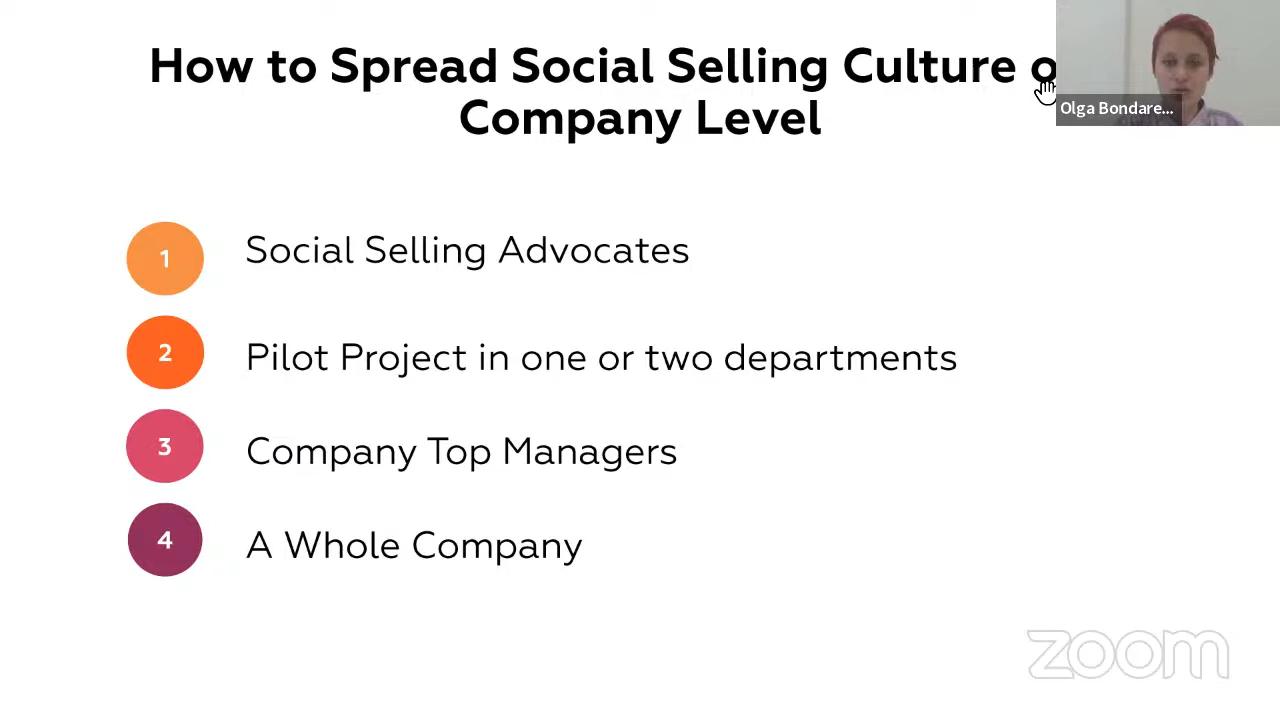 How to Spread Social Selling Culture
Company Level
Olga Bondare...
1
Social Selling Advocates
2
Pilot Project in one or two departments
3
Company Top Managers
4
A Whole Company
zoom